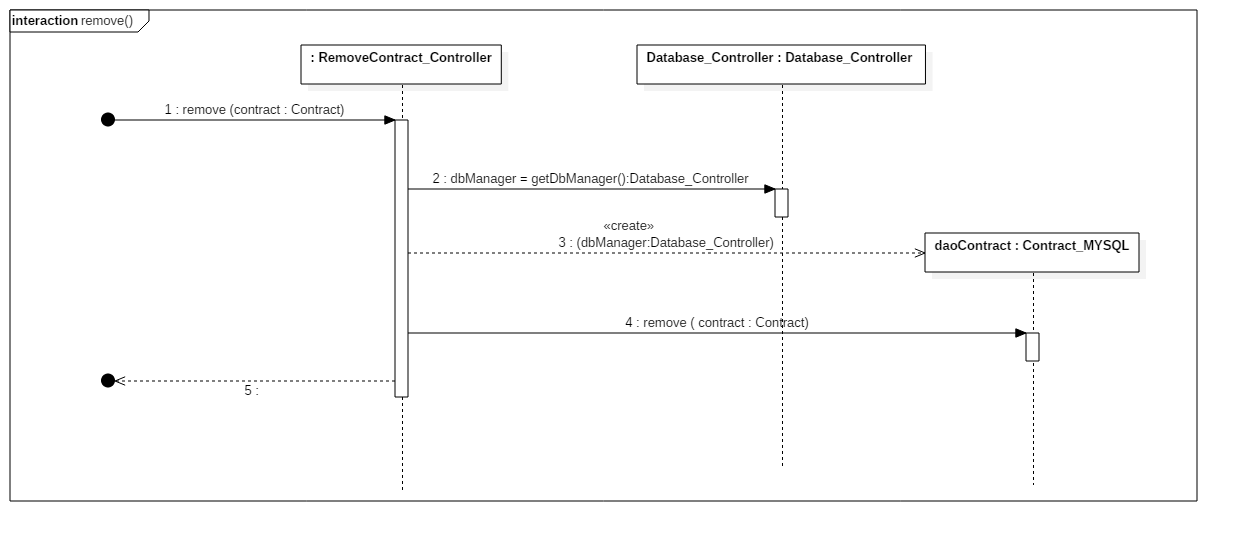 interaction remove()
: RemoveContract_Controller
Database_Controller : Database_Controller
1 : remove (contract : Contract)
2 : dbManager = getDbManager():Database_Controller
«create»
3 : (dbManager:Database_Controller)
daoContract : Contract_MYSQL
4 : remove ( contract : Contract)
5 :